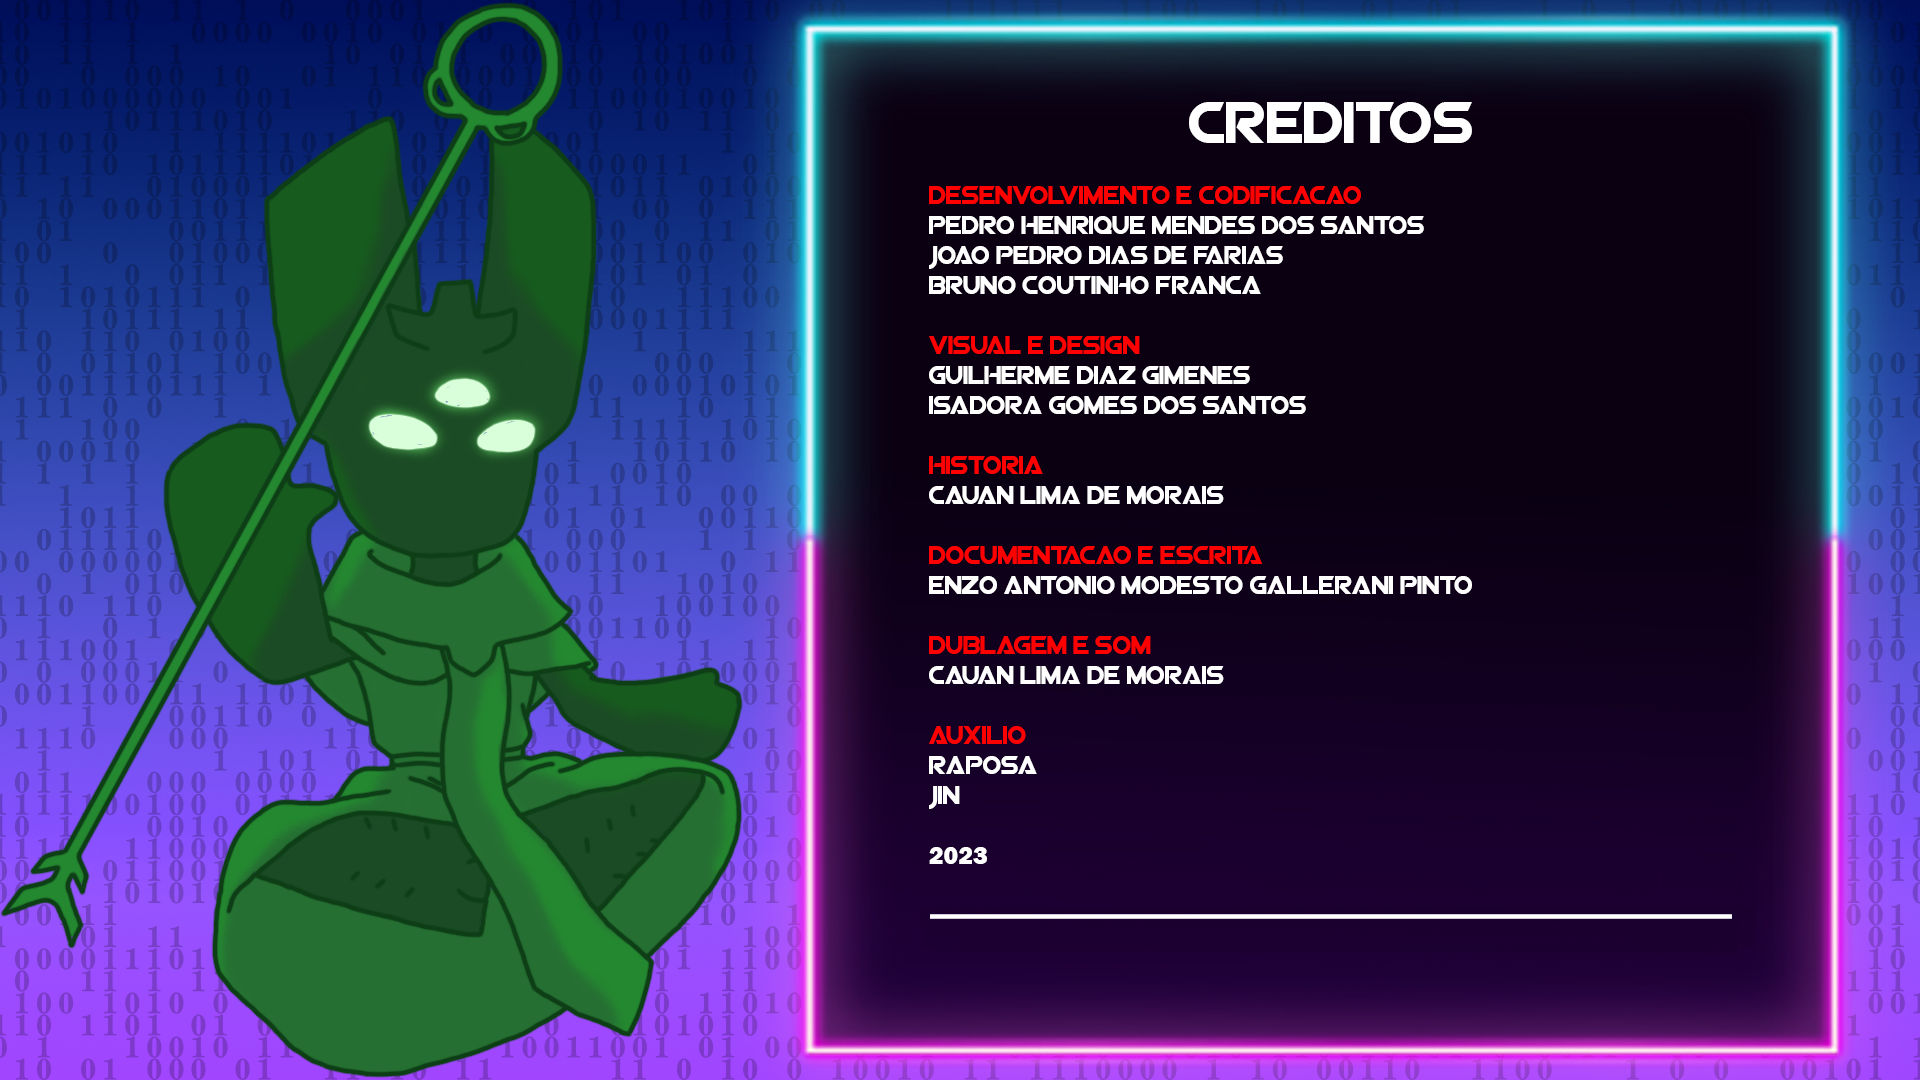 CREDITOS
DESENVOLVIMENTO E CODIFICACAO
PEDRO HENRIQUE MENDES DOS SANTOS
JOAO PEDRO DIAS DE FARIAS
BRUNO COUTINHO FRANCA
VISUAL E DESIGN
GUILHERME DIAZ GIMENES
ISADORA GOMES DOS SANTOS
HISTORIA
CAUAN LIMA DE MORAIS
DOCUMENTACAO E ESCRITA
ENZO ANTONIO MODESTO GALLERANI PINTO
DUBLAGEM E SOM
CAUAN LIMA DE MORAIS
AUXILIO
RAPOSA
JIN
2023